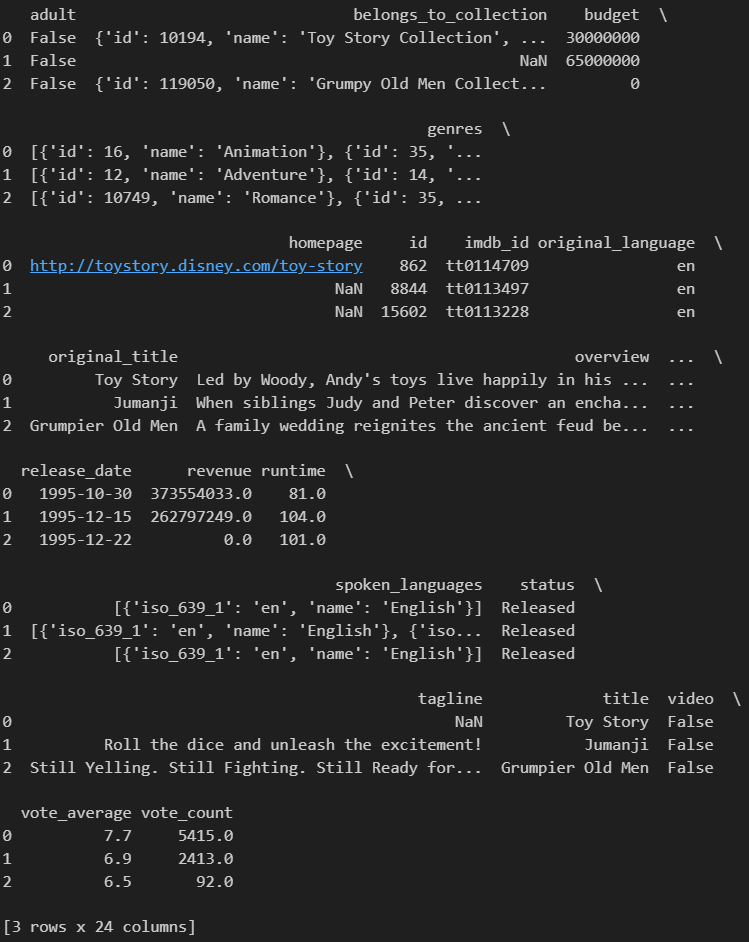 adult                              belongs_to_collection    budget  \
0  False  {'id': 10194, 'name': 'Toy Story Collection', ...  30000000
1  False                                                NaN  65000000
2  False  {'id': 119050, 'name': 'Grumpy Old Men Collect...         0
                                              genres  \
0  [{'id': 16, 'name': 'Animation'}, {'id': 35, '...
1  [{'id': 12, 'name': 'Adventure'}, {'id': 14, '...
2  [{'id': 10749, 'name': 'Romance'}, {'id': 35, ...
                               homepage     id    imdb_id original_language  \
0  http://toystory.disney.com/toy-story    862  tt0114709                en
1                                   NaN   8844  tt0113497                en
2                                   NaN  15602  tt0113228                en
     original_title                                           overview  ...  \
0         Toy Story  Led by Woody, Andy's toys live happily in his ...  ...
1           Jumanji  When siblings Judy and Peter discover an encha...  ...
2  Grumpier Old Men  A family wedding reignites the ancient feud be...  ...
  release_date      revenue runtime  \
0   1995-10-30  373554033.0    81.0
1   1995-12-15  262797249.0   104.0
2   1995-12-22          0.0   101.0
                                    spoken_languages    status  \
0           [{'iso_639_1': 'en', 'name': 'English'}]  Released
1  [{'iso_639_1': 'en', 'name': 'English'}, {'iso...  Released
2           [{'iso_639_1': 'en', 'name': 'English'}]  Released
                                             tagline             title  video  \
0                                                NaN         Toy Story  False
1          Roll the dice and unleash the excitement!           Jumanji  False
2  Still Yelling. Still Fighting. Still Ready for...  Grumpier Old Men  False
  vote_average vote_count
0          7.7     5415.0
1          6.9     2413.0
2          6.5       92.0
[3 rows x 24 columns]